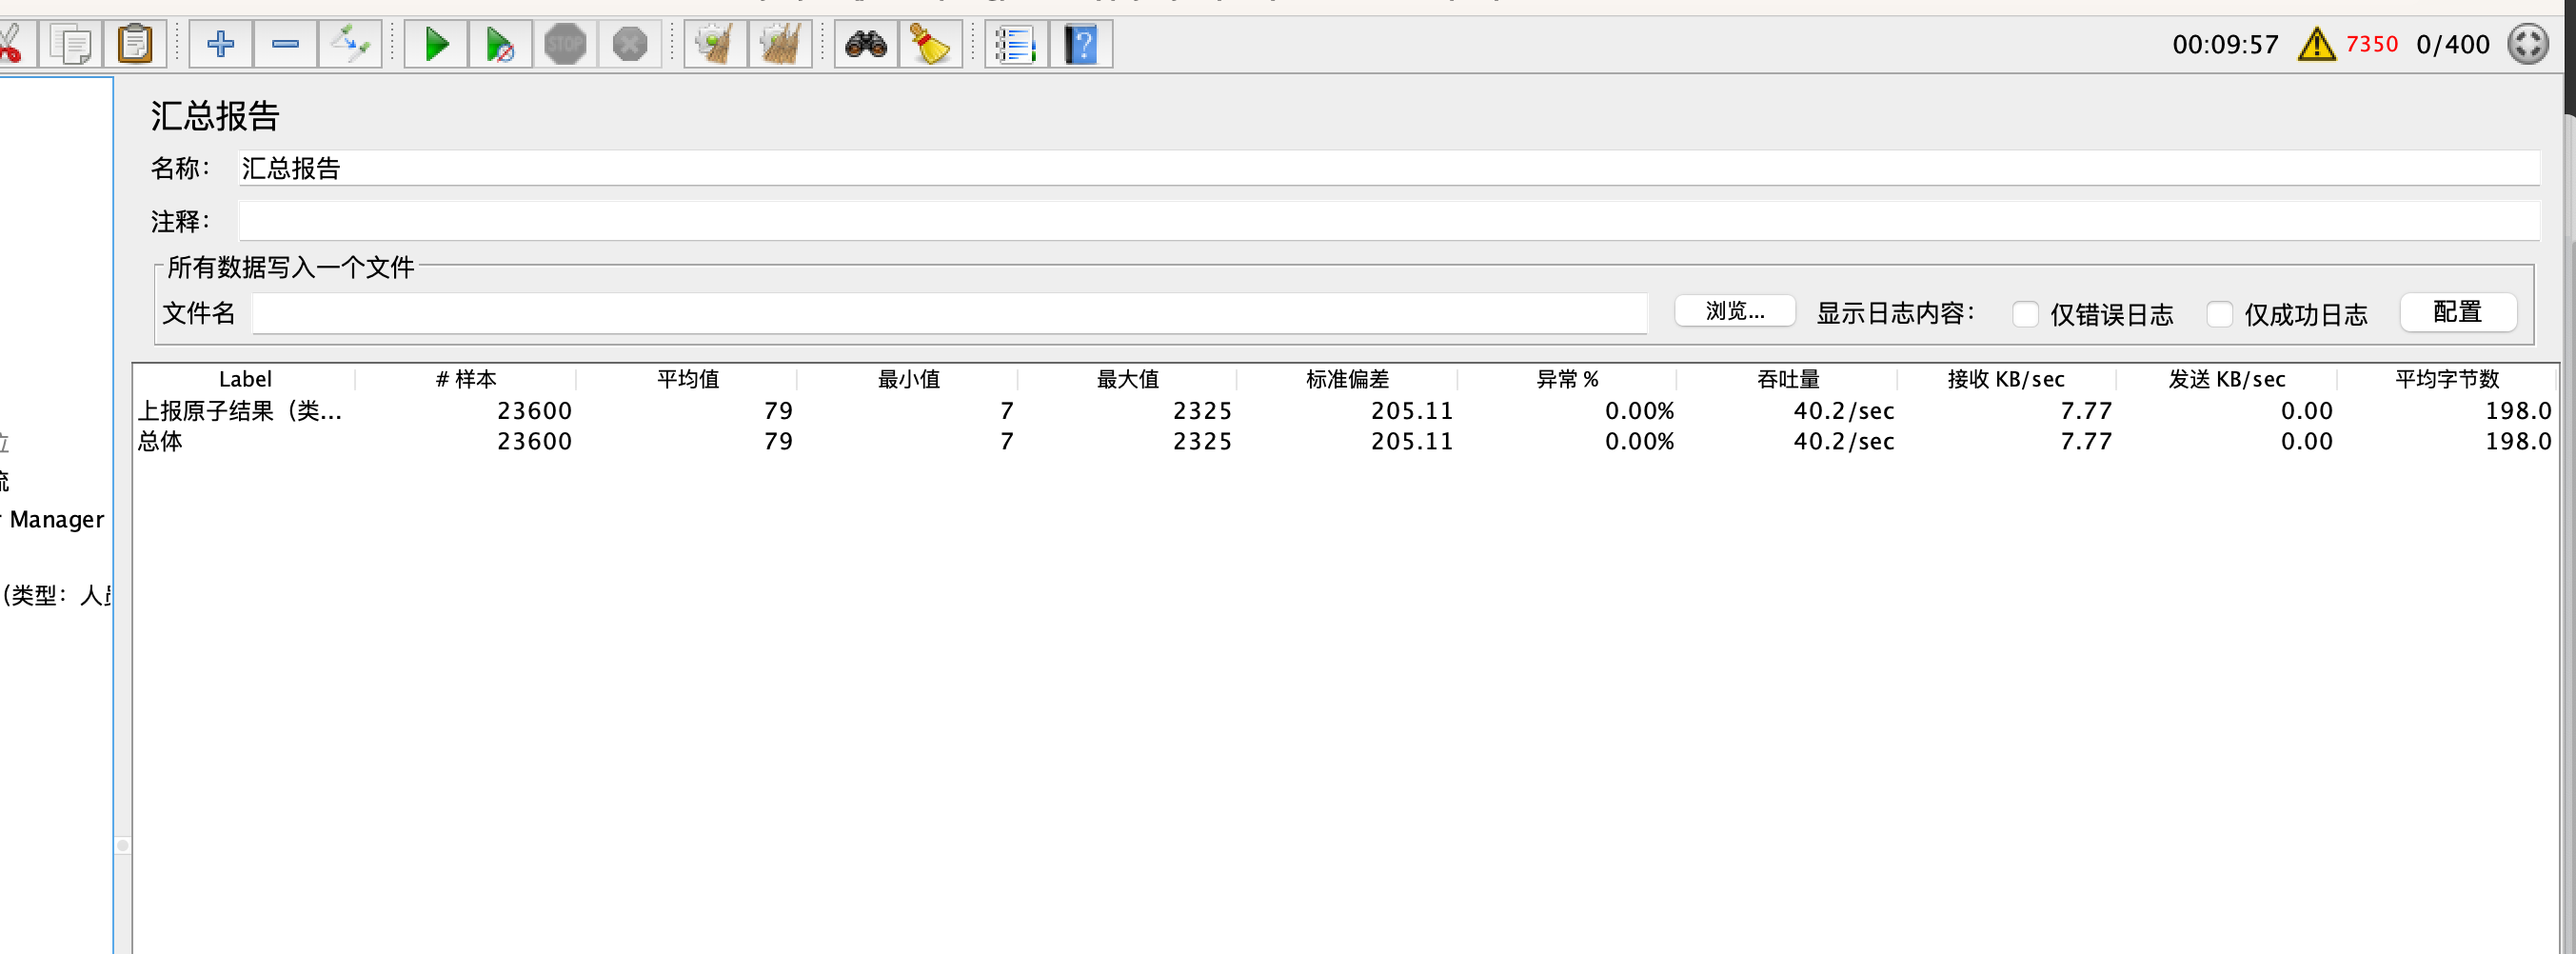 STOP
00:09:57 7350 0/400
汇总报告
名称： 汇总报告
注释：
所有数据写入一个文件
文件名 浏览... 显示日志内容： 仅错误日志 仅成功日志 配置
Label # 样本 平均值 最小值 最大值 标准偏差 异常 % 吞吐量 接收 KB/sec 发送 KB/sec 平均字节数
上报原子结果（类... 23600 79 7 2325 205.11 0.00% 40.2/sec 7.77 0.00 198.0
总体 23600 79 7 2325 205.11 0.00% 40.2/sec 7.77 0.00 198.0
Manager
（类型：人员